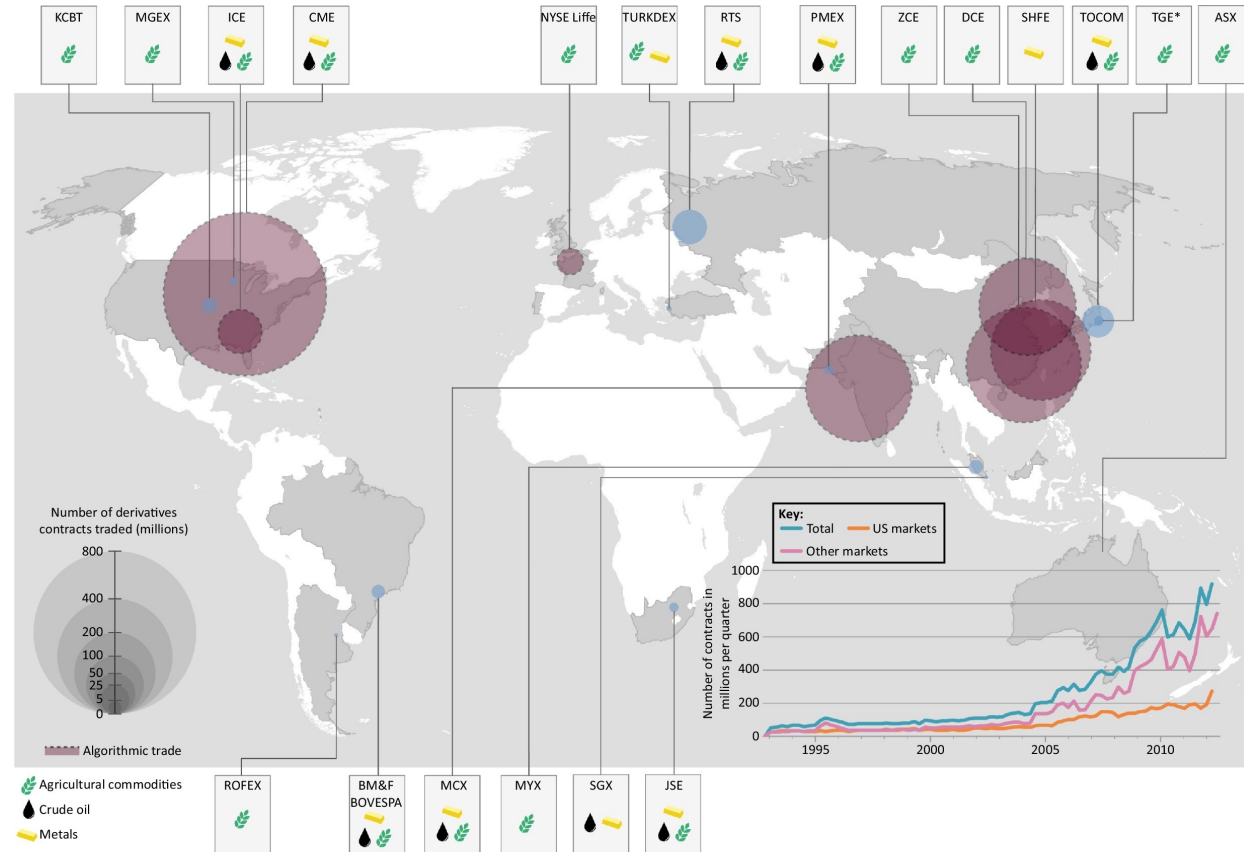 KCBT
MGEX
ICE
CME
NYSE Liffe
TURKDEX
RTS
PMEX
ZCE
DCE
SHFE
TOCOM
TGE*
ASX
Number of derivatives
contracts traded (millions)
800
400
200
100
50
25
5
0
Algorithmic trade
Agricultural commodities
Crude oil
Metals
Key:
Total
US markets
Other markets
Number of contracts in
millions per quarter
1000
800
600
400
200
0
1995
2000
2005
2010
ROFEX
BM&F
BOVESPA
MCX
MYX
SGX
JSE